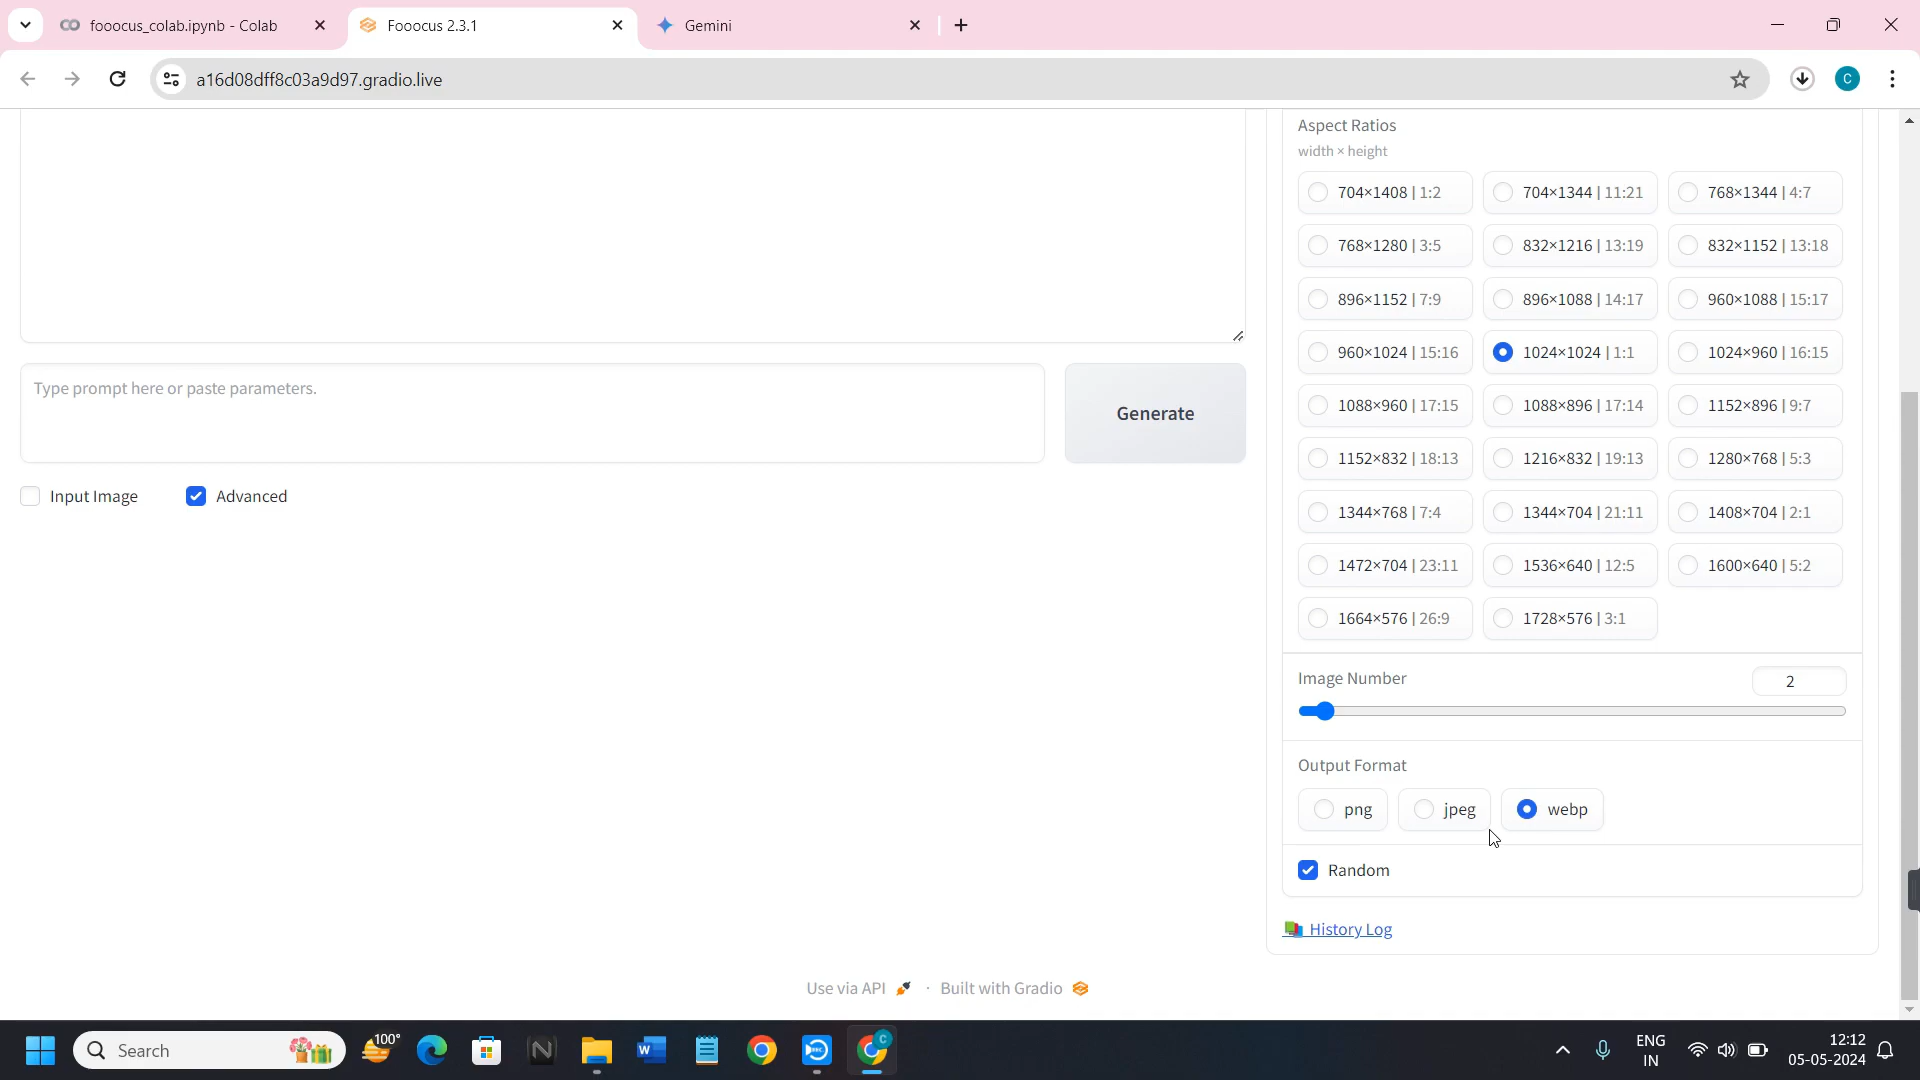 fooocus_colab.ipynb - Colab
Fooocus 2.3.1
Gemini
a16d08dff8c03a9d97.gradio.live
C
Type prompt here or paste parameters.
Generate
Input Image
Advanced
Aspect Ratios
width × height
704×1408 | 1:2
704×1344 | 11:21
768×1344 | 4:7
768×1280 | 3:5
832×1216 | 13:19
832×1152 | 13:18
896×1152 | 7:9
896×1088 | 14:17
960×1088 | 15:17
960×1024 | 15:16
1024×1024 | 1:1
1024×960 | 16:15
1088×960 | 17:15
1088×896 | 17:14
1152×896 | 9:7
1152×832 | 18:13
1216×832 | 19:13
1280×768 | 5:3
1344×768 | 7:4
1344×704 | 21:11
1408×704 | 2:1
1472×704 | 23:11
1536×640 | 12:5
1600×640 | 5:2
1664×576 | 26:9
1728×576 | 3:1
Image Number
2
Output Format
png
jpeg
webp
Random
History Log
Use via API · Built with Gradio
Search
100°
ENG
IN
12:12
05-05-2024